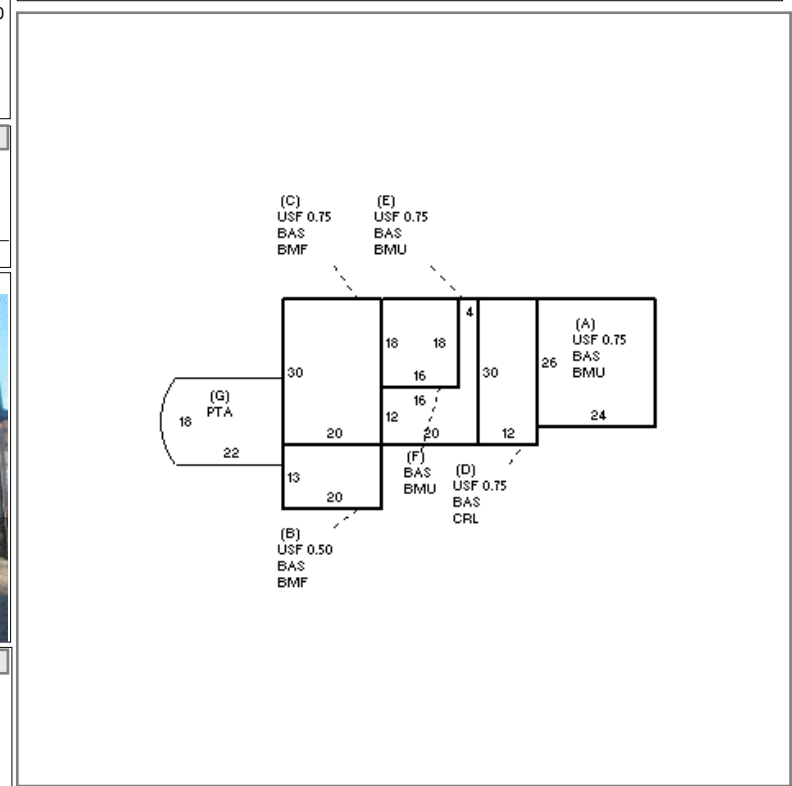 (C)
USF 0.75
BAS
BMF
(E)
USF 0.75
BAS
BMU
4
(A)
USF 0.75
BAS
BMU
18
18
26
30
30
16
(G)
PTA
16
18
12
24
20
20
12
22
(F)
BAS
BMU
(D)
USF 0.75
BAS
CRL
13
20
(B)
USF 0.50
BAS
BMF